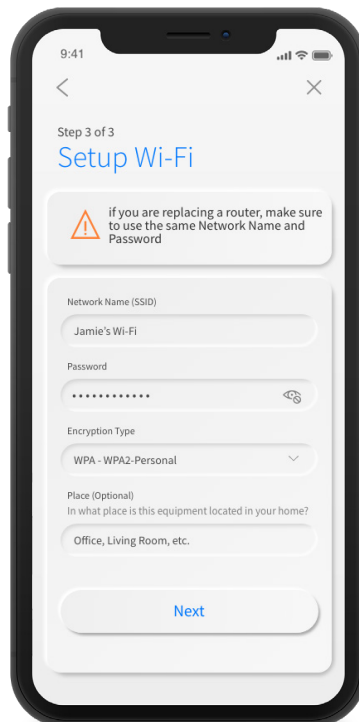 9:41
Step 3 of 3
Setup Wi-Fi
if you are replacing a router, make sure
to use the same Network Name and
Password
Network Name (SSID)
Jamie's Wi-Fi
Password
••••••••••••
Encryption Type
WPA - WPA2-Personal
Place (Optional)
In what place is this equipment located in your home?
Office, Living Room, etc.
Next